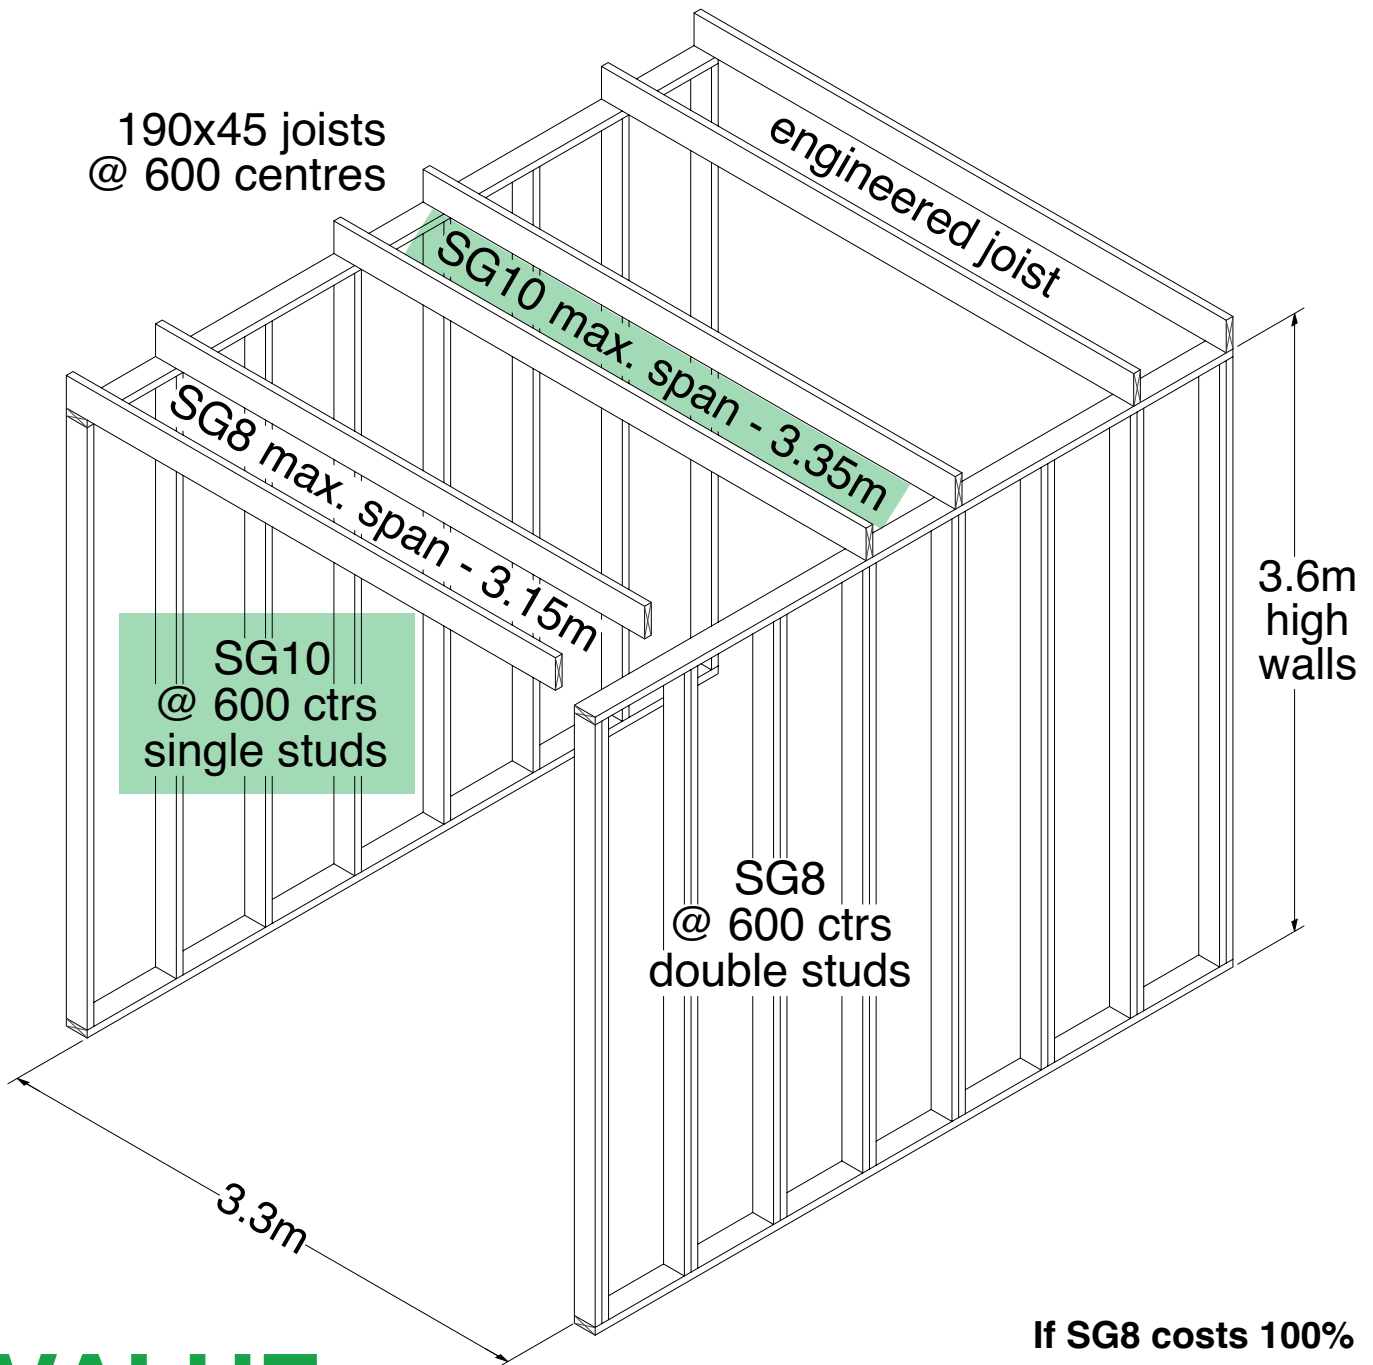 190x45 joists
@ 600 centres
engineered joist
SG10 max. span - 3.35m
SG8 max. span - 3.15m
SG10
@ 600 ctrs
single studs
3.6m
high
walls
SG8
@ 600 ctrs
double studs
3.3m
If SG8 costs 100%